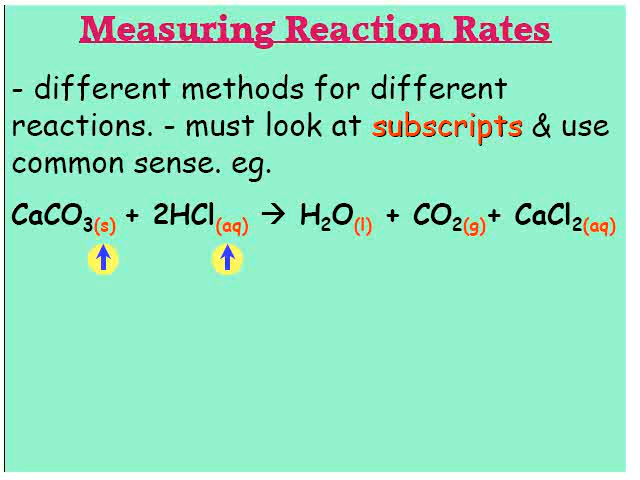 Measuring Reaction Rates
- different methods for different
reactions. - must look at subscripts & use
common sense. eg.
CaCO₃(s) + 2HCl(aq) → H₂O(l) + CO₂(g)+ CaCl₂(aq)